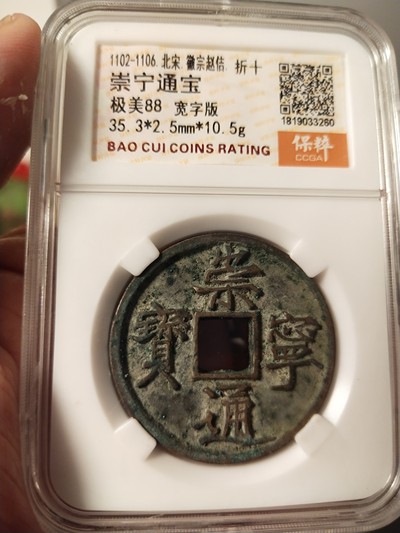 1102-1106.北宋.徽宗赵佶.折十
崇宁通宝
极美88 宽字版
35.3*2.5mm*10.5g
BAO CUI COINS RATING
1819033260
保粹
CCGA
崇
寶 寧
通